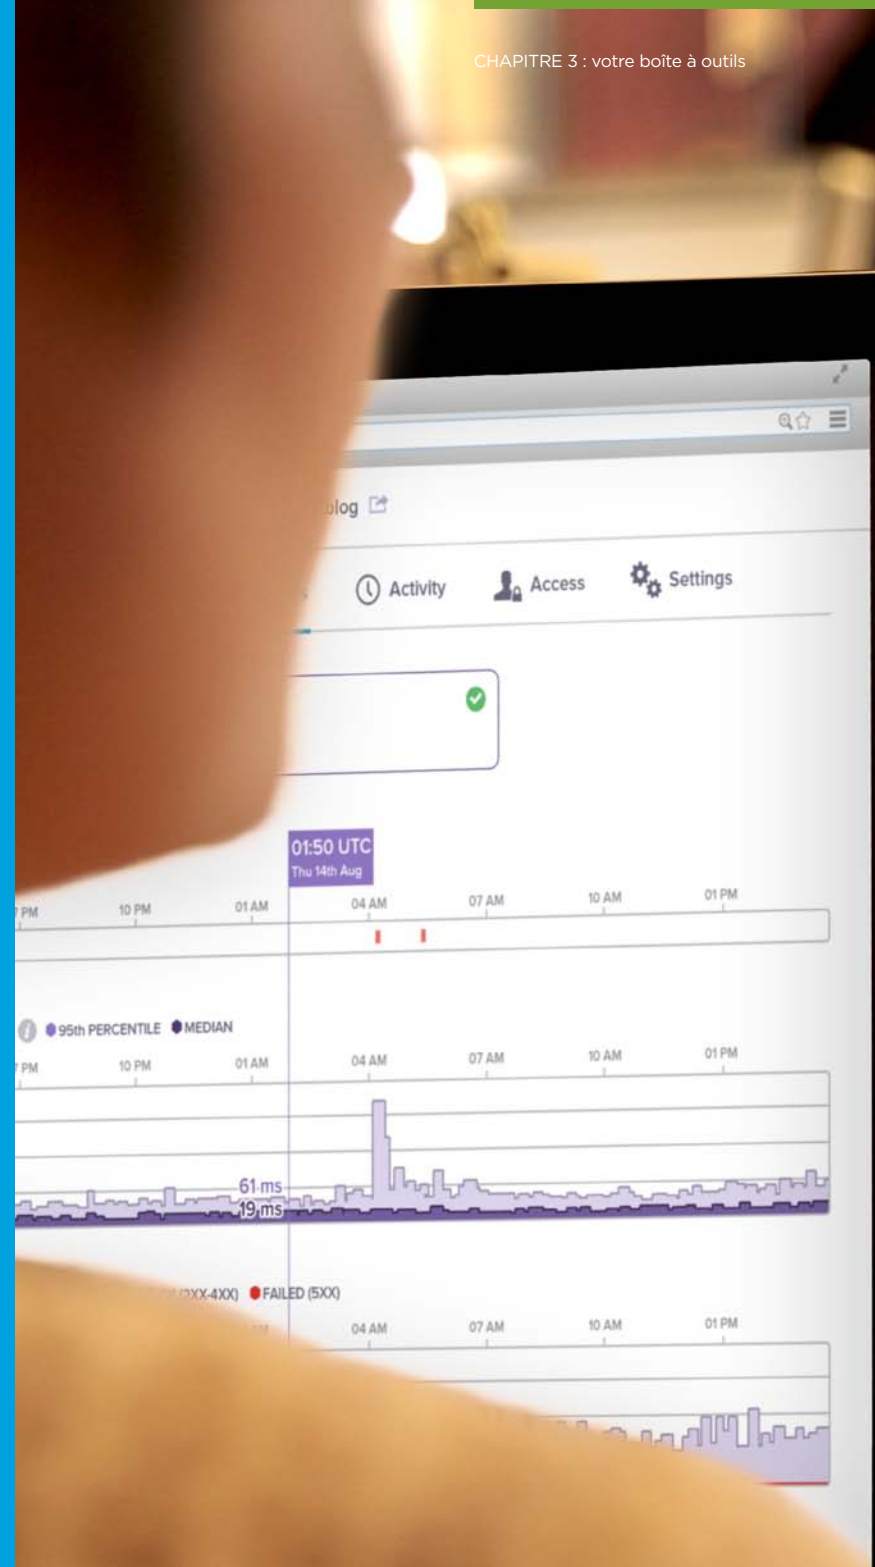 CHAPITRE 3 : votre boîte à outils
blog
Activity
Access
Settings
01:50 UTC
Thu 14th Aug
PM 10 PM 01 AM 04 AM 07 AM 10 AM 01 PM
95th PERCENTILE MEDIAN
PM 10 PM 01 AM 04 AM 07 AM 10 AM 01 PM
61 ms
19 ms
(2XX-4XX) FAILED (5XX)
04 AM 07 AM 10 AM 01 PM